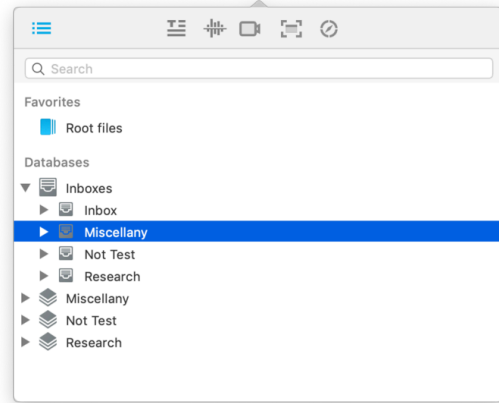 Search
Favorites
Root files
Databases
Inboxes
Inbox
Miscellany
Not Test
Research
Miscellany
Not Test
Research